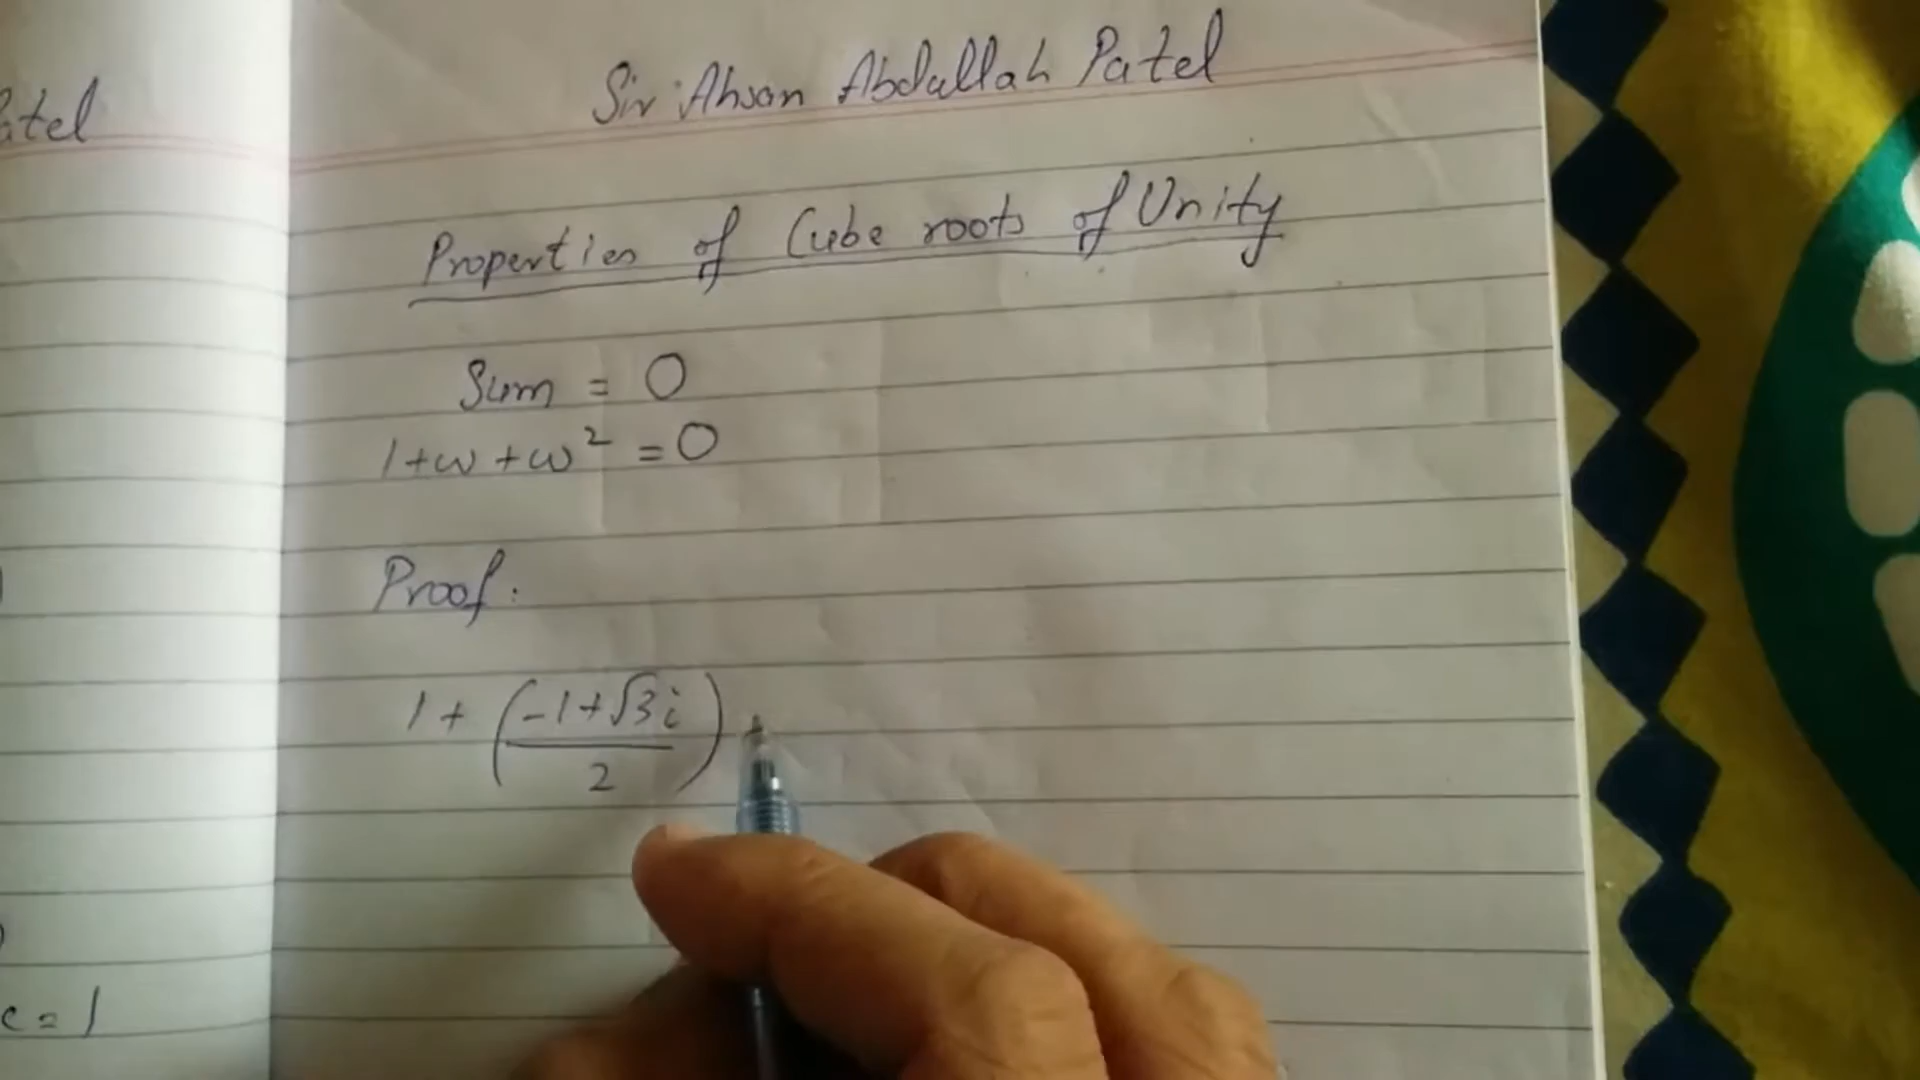 Patel
Sir Ahsan Abdullah Patel
Properties of Cube roots of Unity
Sum = 0
1+ω+ω² = 0
Proof:
1 + (-1+√3i / 2) +
c = 1